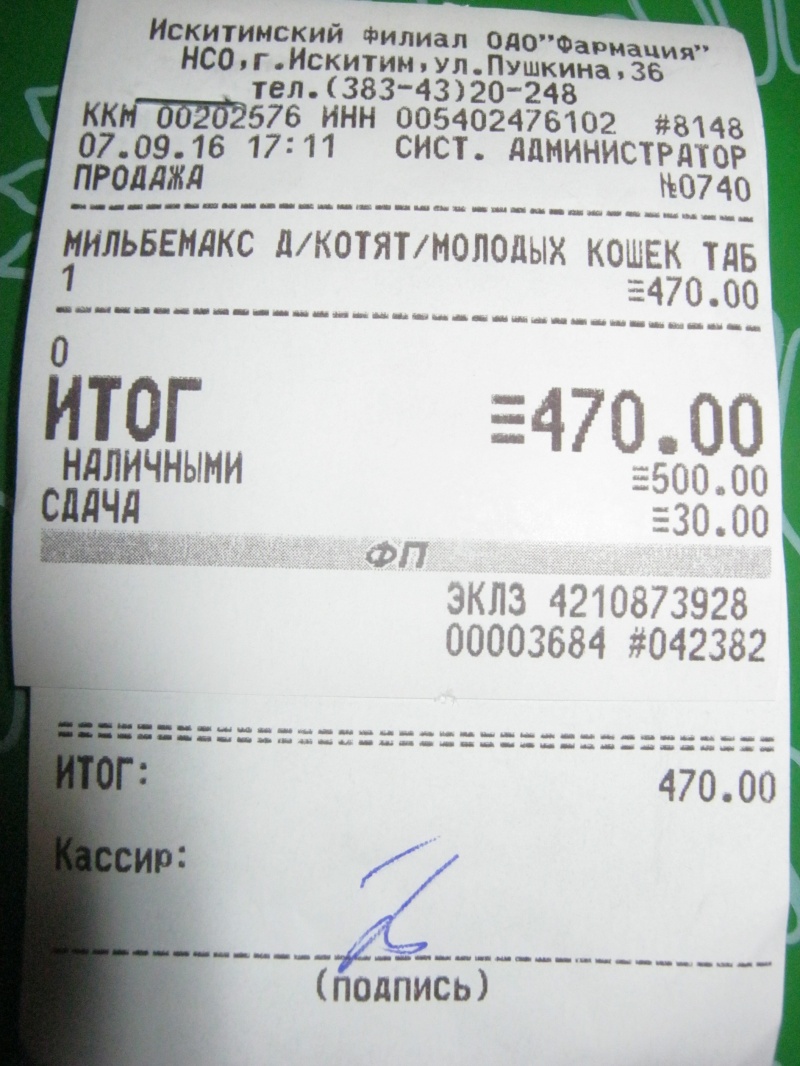 Искитимский филиал ОАО"Фармация"
НСО,г.Искитим,ул.Пушкина,36
тел.(383-43)20-248
ККМ 00202576 ИНН 005402476102 #8148
07.09.16 17:11 СИСТ. АДМИНИСТРАТОР
ПРОДАЖА №0740
МИЛЬБЕМАКС Д/КОТЯТ/МОЛОДЫХ КОШЕК ТАБ
1 ≡470.00
0
ИТОГ ≡470.00
НАЛИЧНЫМИ ≡500.00
СДАЧА ≡30.00
ФП
ЭКЛЗ 4210873928
00003684 #042382
ИТОГ: 470.00
Кассир:
(подпись)